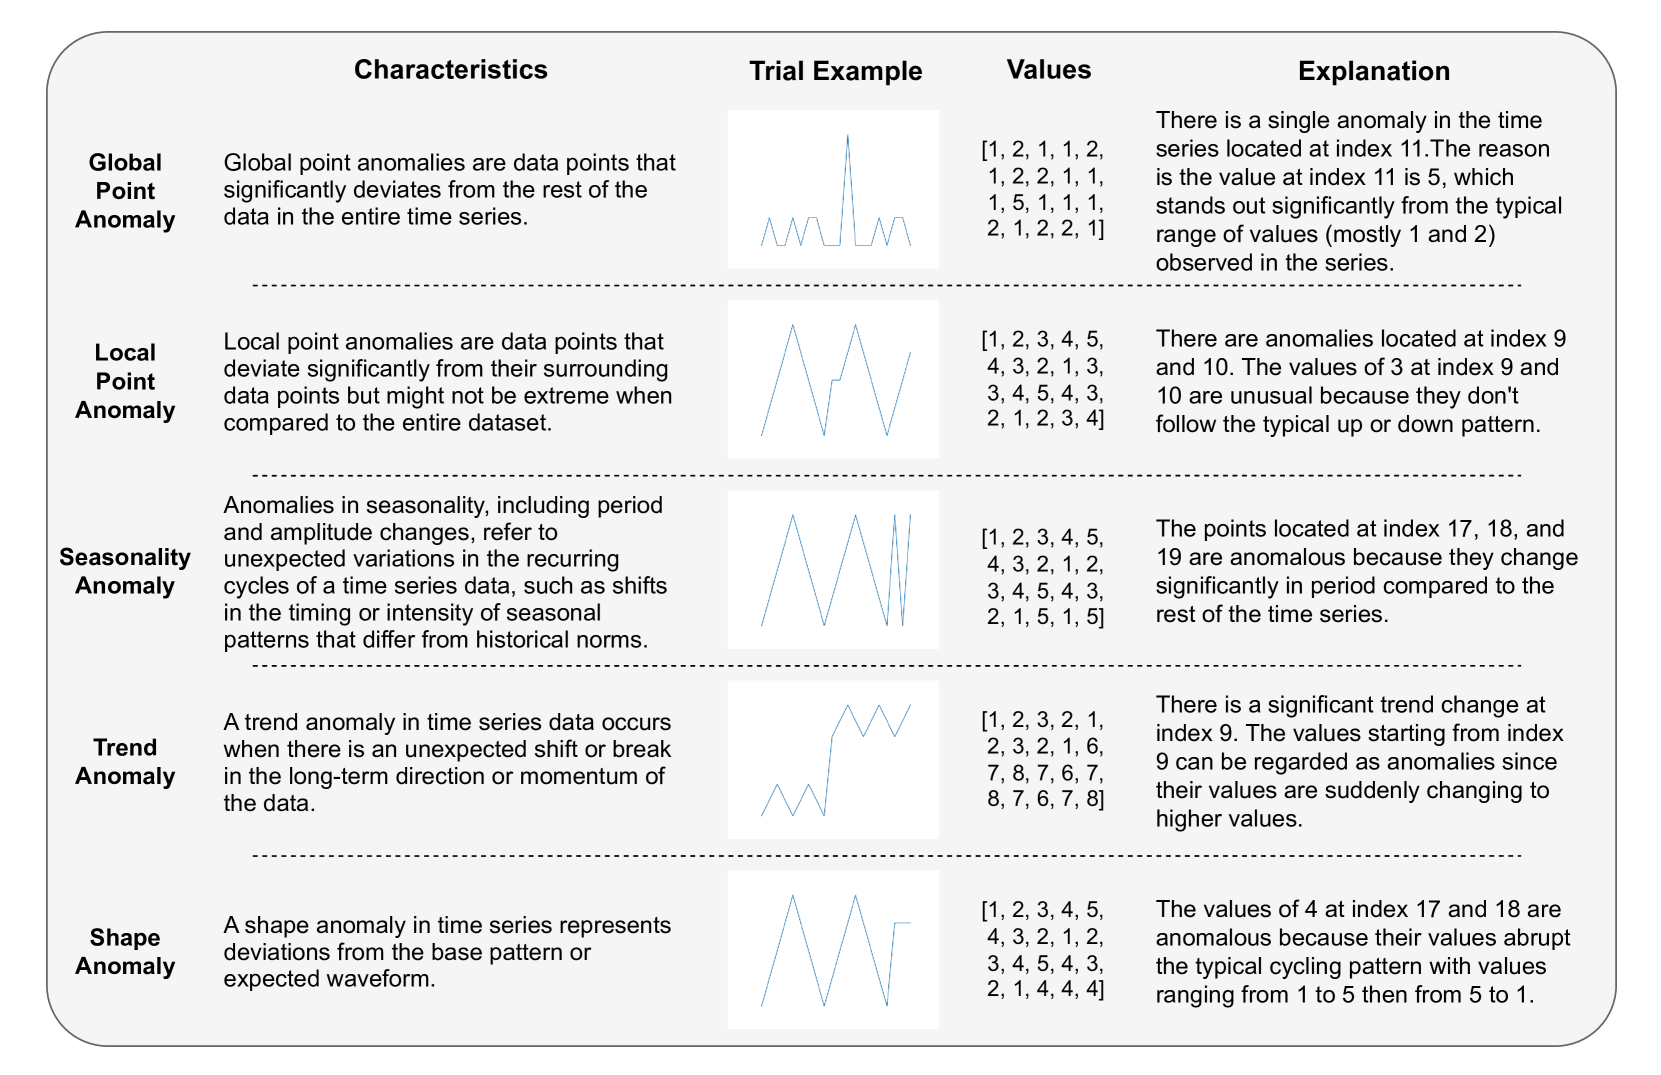 Characteristics
Trial Example
Values
Explanation
Global
Point
Anomaly
Global point anomalies are data points that
significantly deviates from the rest of the
data in the entire time series.
[1, 2, 1, 1, 2,
1, 2, 2, 1, 1,
1, 5, 1, 1, 1,
2, 1, 2, 2, 1]
There is a single anomaly in the time
series located at index 11.The reason
is the value at index 11 is 5, which
stands out significantly from the typical
range of values (mostly 1 and 2)
observed in the series.
Local
Point
Anomaly
Local point anomalies are data points that
deviate significantly from their surrounding
data points but might not be extreme when
compared to the entire dataset.
[1, 2, 3, 4, 5,
4, 3, 2, 1, 3,
3, 4, 5, 4, 3,
2, 1, 2, 3, 4]
There are anomalies located at index 9
and 10. The values of 3 at index 9 and
10 are unusual because they don't
follow the typical up or down pattern.
Seasonality
Anomaly
Anomalies in seasonality, including period
and amplitude changes, refer to
unexpected variations in the recurring
cycles of a time series data, such as shifts
in the timing or intensity of seasonal
patterns that differ from historical norms.
[1, 2, 3, 4, 5,
4, 3, 2, 1, 2,
3, 4, 5, 4, 3,
2, 1, 5, 1, 5]
The points located at index 17, 18, and
19 are anomalous because they change
significantly in period compared to the
rest of the time series.
Trend
Anomaly
A trend anomaly in time series data occurs
when there is an unexpected shift or break
in the long-term direction or momentum of
the data.
[1, 2, 3, 2, 1,
2, 3, 2, 1, 6,
7, 8, 7, 6, 7,
8, 7, 6, 7, 8]
There is a significant trend change at
index 9. The values starting from index
9 can be regarded as anomalies since
their values are suddenly changing to
higher values.
Shape
Anomaly
A shape anomaly in time series represents
deviations from the base pattern or
expected waveform.
[1, 2, 3, 4, 5,
4, 3, 2, 1, 2,
3, 4, 5, 4, 3,
2, 1, 4, 4, 4]
The values of 4 at index 17 and 18 are
anomalous because their values abrupt
the typical cycling pattern with values
ranging from 1 to 5 then from 5 to 1.